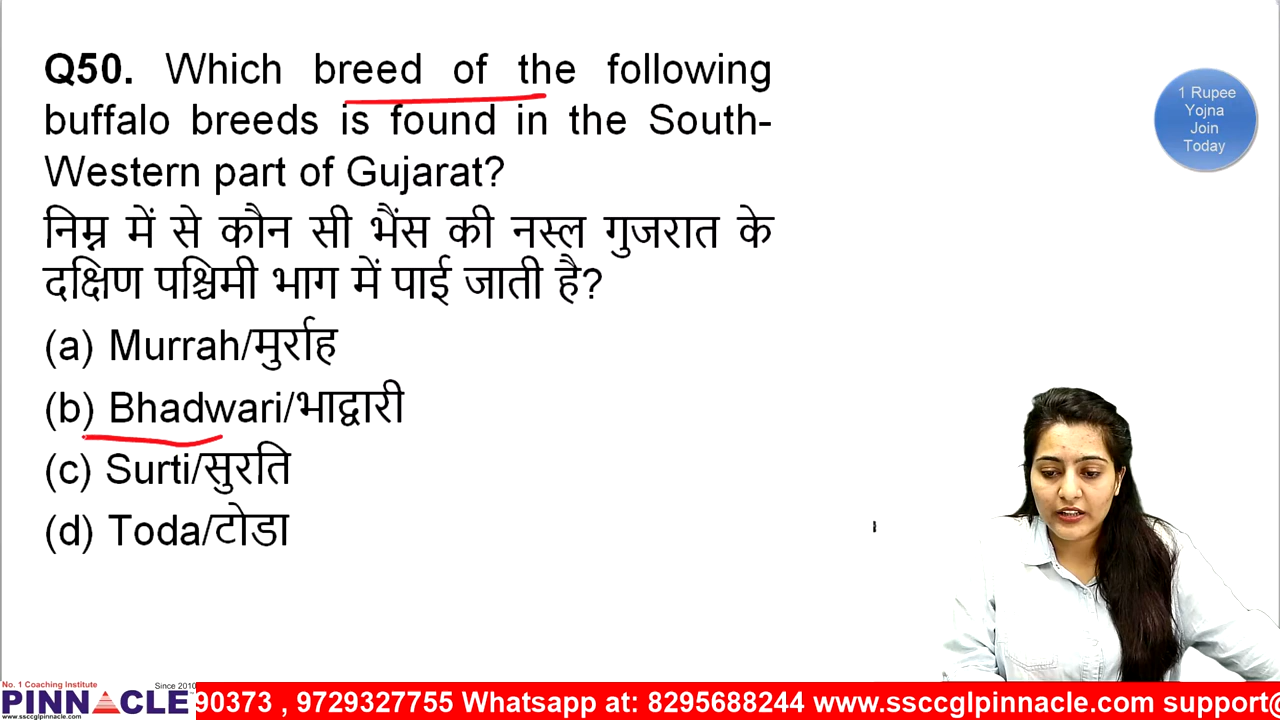 Q50. Which breed of the following
buffalo breeds is found in the South-
Western part of Gujarat?
निम्न में से कौन सी भैंस की नस्ल गुजरात के
दक्षिण पश्चिमी भाग में पाई जाती है?
(a) Murrah/मुर्राह
(b) Bhadwari/भाद्वारी
(c) Surti/सुरति
(d) Toda/टोडा
1 Rupee
Yojna
Join
Today
No. 1 Coaching Institute
Since 2010
PINNACLE
www.ssccglpinnacle.com
90373 , 9729327755 Whatsapp at: 8295688244 www.ssccglpinnacle.com support@